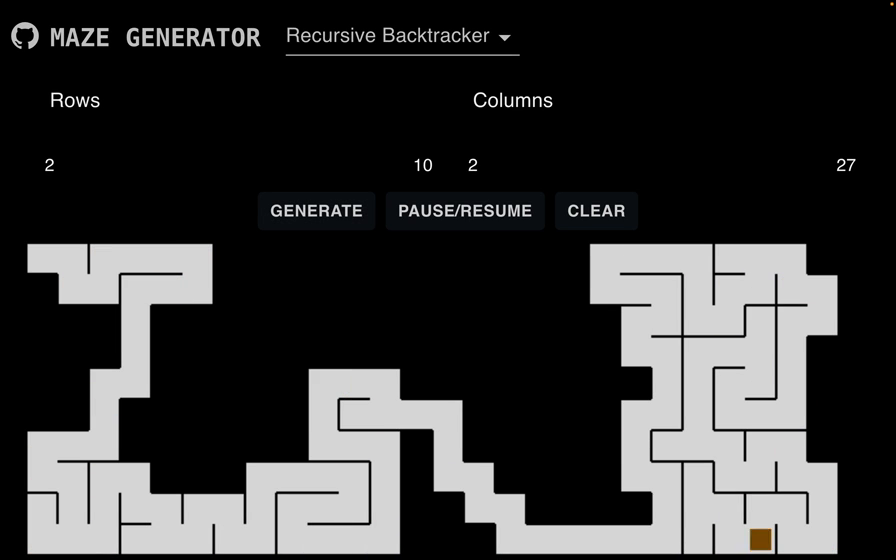 MAZE GENERATOR Recursive Backtracker
Rows Columns
2 10 2 27
GENERATE PAUSE/RESUME CLEAR